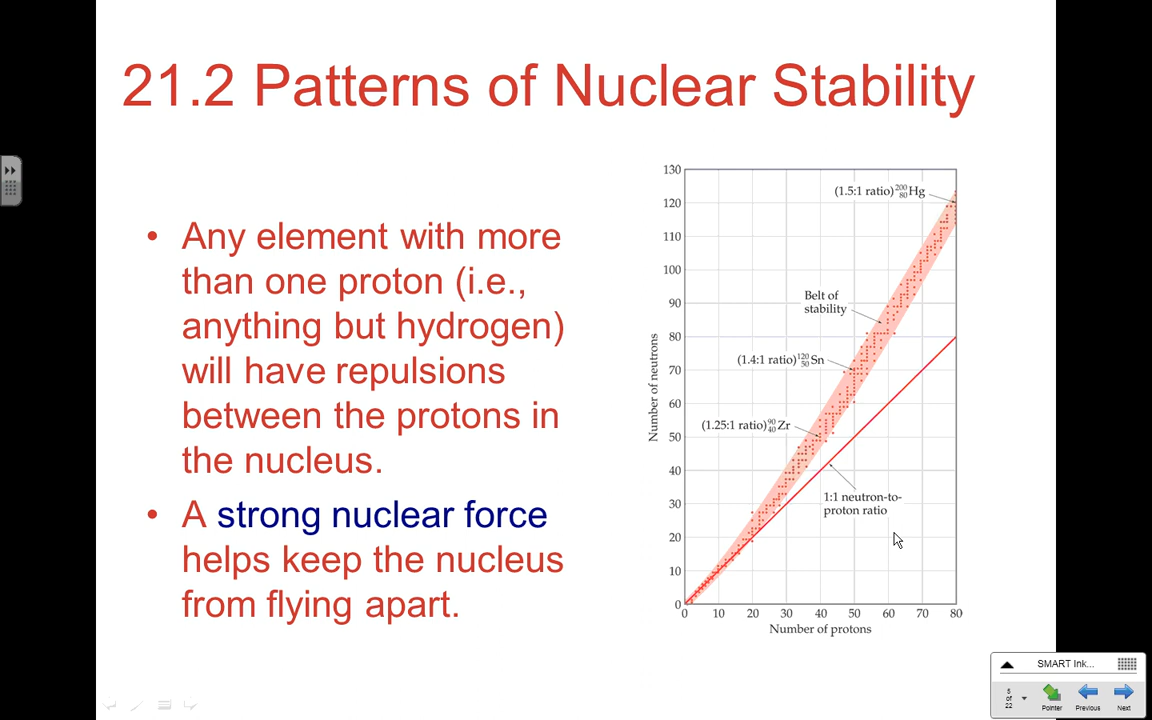 21.2 Patterns of Nuclear Stability
• Any element with more
than one proton (i.e.,
anything but hydrogen)
will have repulsions
between the protons in
the nucleus.
• A strong nuclear force
helps keep the nucleus
from flying apart.
130
120
110
100
90
80
70
60
50
40
30
20
10
0
Number of neutrons
(1.5:1 ratio) 200 80 Hg
Belt of
stability
(1.4:1 ratio) 120 50 Sn
(1.25:1 ratio) 90 40 Zr
1:1 neutron-to-
proton ratio
0 10 20 30 40 50 60 70 80
Number of protons
SMART Ink...
5
of
22
Pointer Previous Next